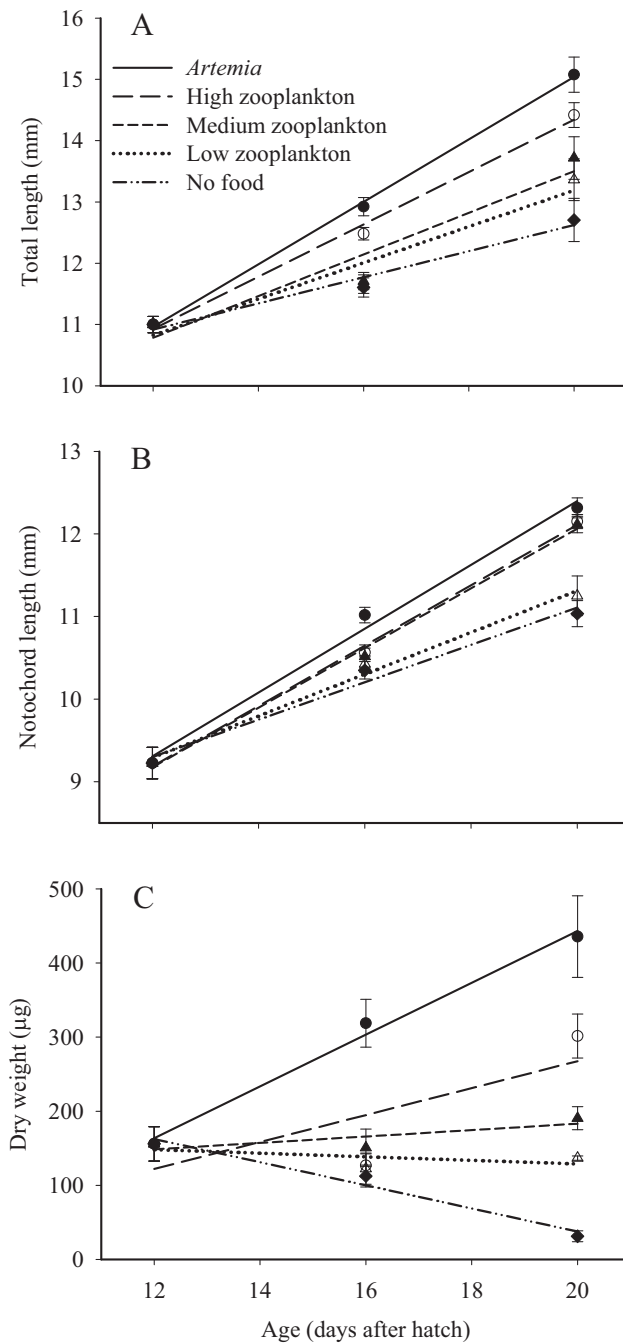 A
16
15
14
13
12
11
10
Total length (mm)
Artemia
High zooplankton
Medium zooplankton
Low zooplankton
No food
B
13
12
11
10
9
Notochord length (mm)
C
500
400
300
200
100
0
Dry weight (µg)
12 14 16 18 20
Age (days after hatch)